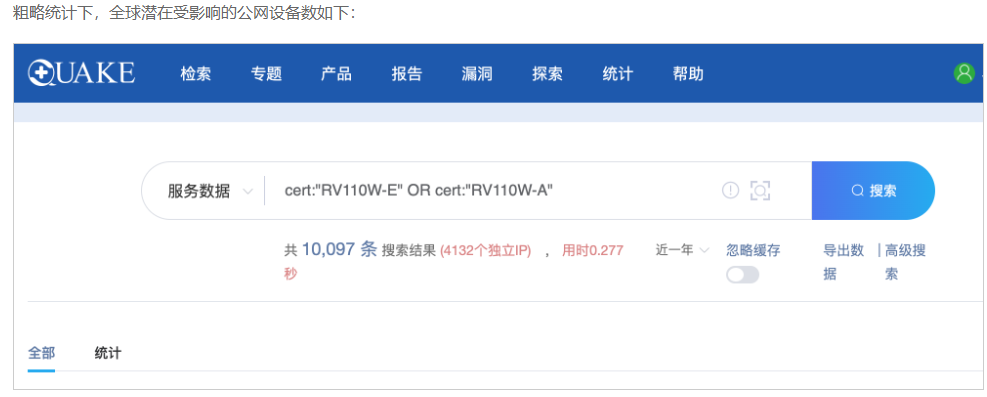 粗略统计下，全球潜在受影响的公网设备数如下：
QUAKE 检索 专题 产品 报告 漏洞 探索 统计 帮助
服务数据 cert:"RV110W-E" OR cert:"RV110W-A" 搜索
共 10,097 条 搜索结果 (4132个独立IP) ， 用时0.277
秒
近一年 忽略缓存 导出数
据
| 高级搜
索
全部 统计